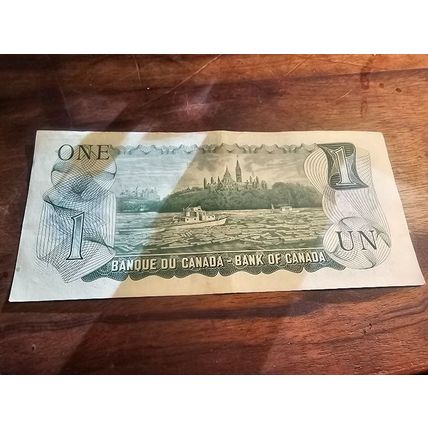 ONE
1
1
UN
BANQUE DU CANADA - BANK OF CANADA